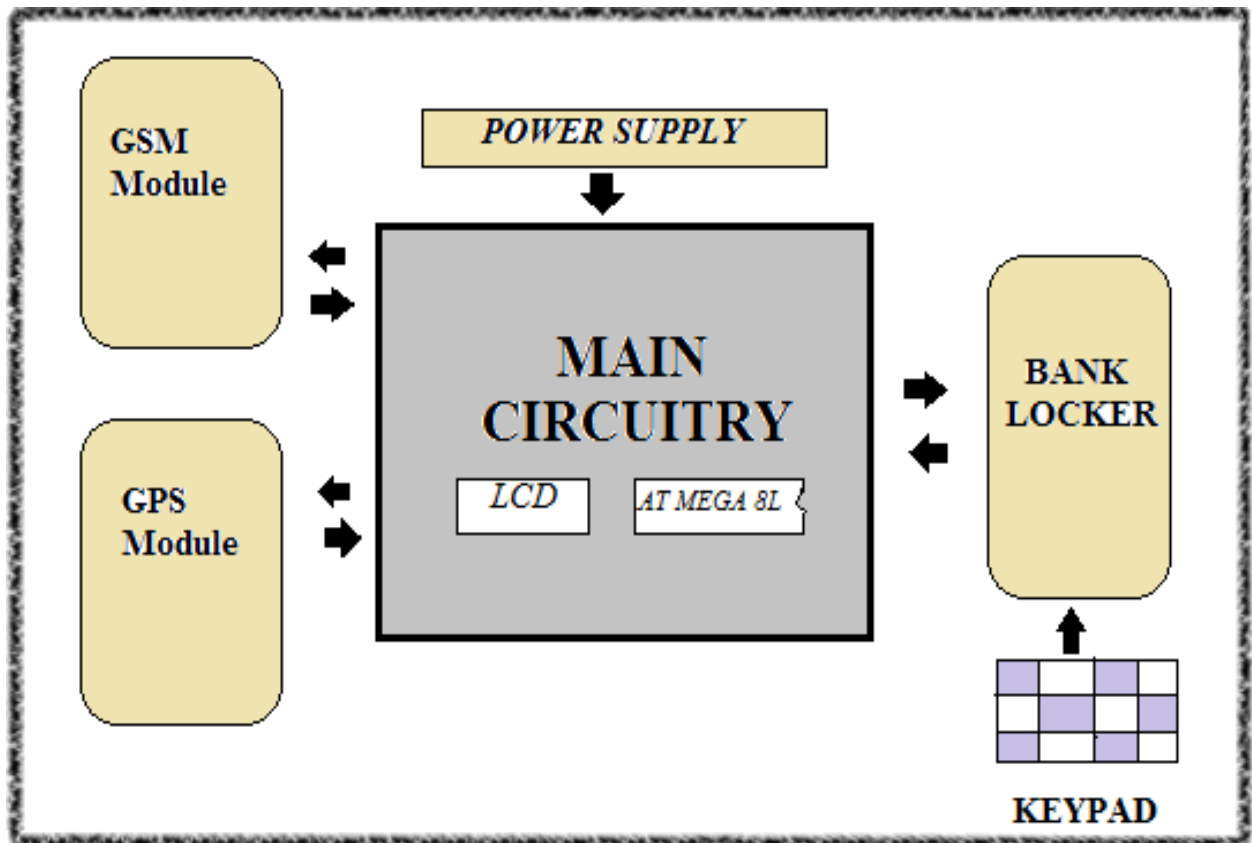 GSM
Module
POWER SUPPLY
MAIN
CIRCUITRY
LCD
AT MEGA 8L
BANK
LOCKER
GPS
Module
KEYPAD